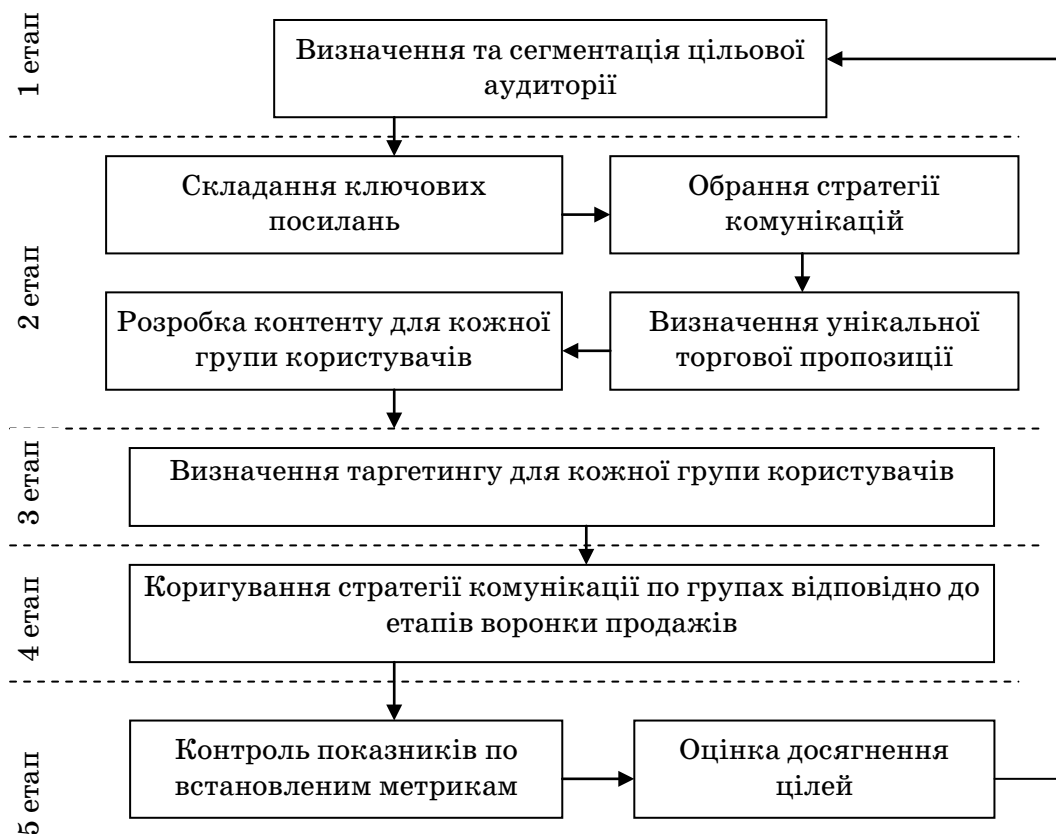 1 етап
Визначення та сегментація цільової
аудиторії
2 етап
Складання ключових
посилань
Обрання стратегії
комунікацій
Розробка контенту для кожної
групи користувачів
Визначення унікальної
торгової пропозиції
3 етап
Визначення таргетингу для кожної групи користувачів
4 етап
Коригування стратегії комунікації по групах відповідно до
етапів воронки продажів
5 етап
Контроль показників по
встановленим метрикам
Оцінка досягнення
цілей